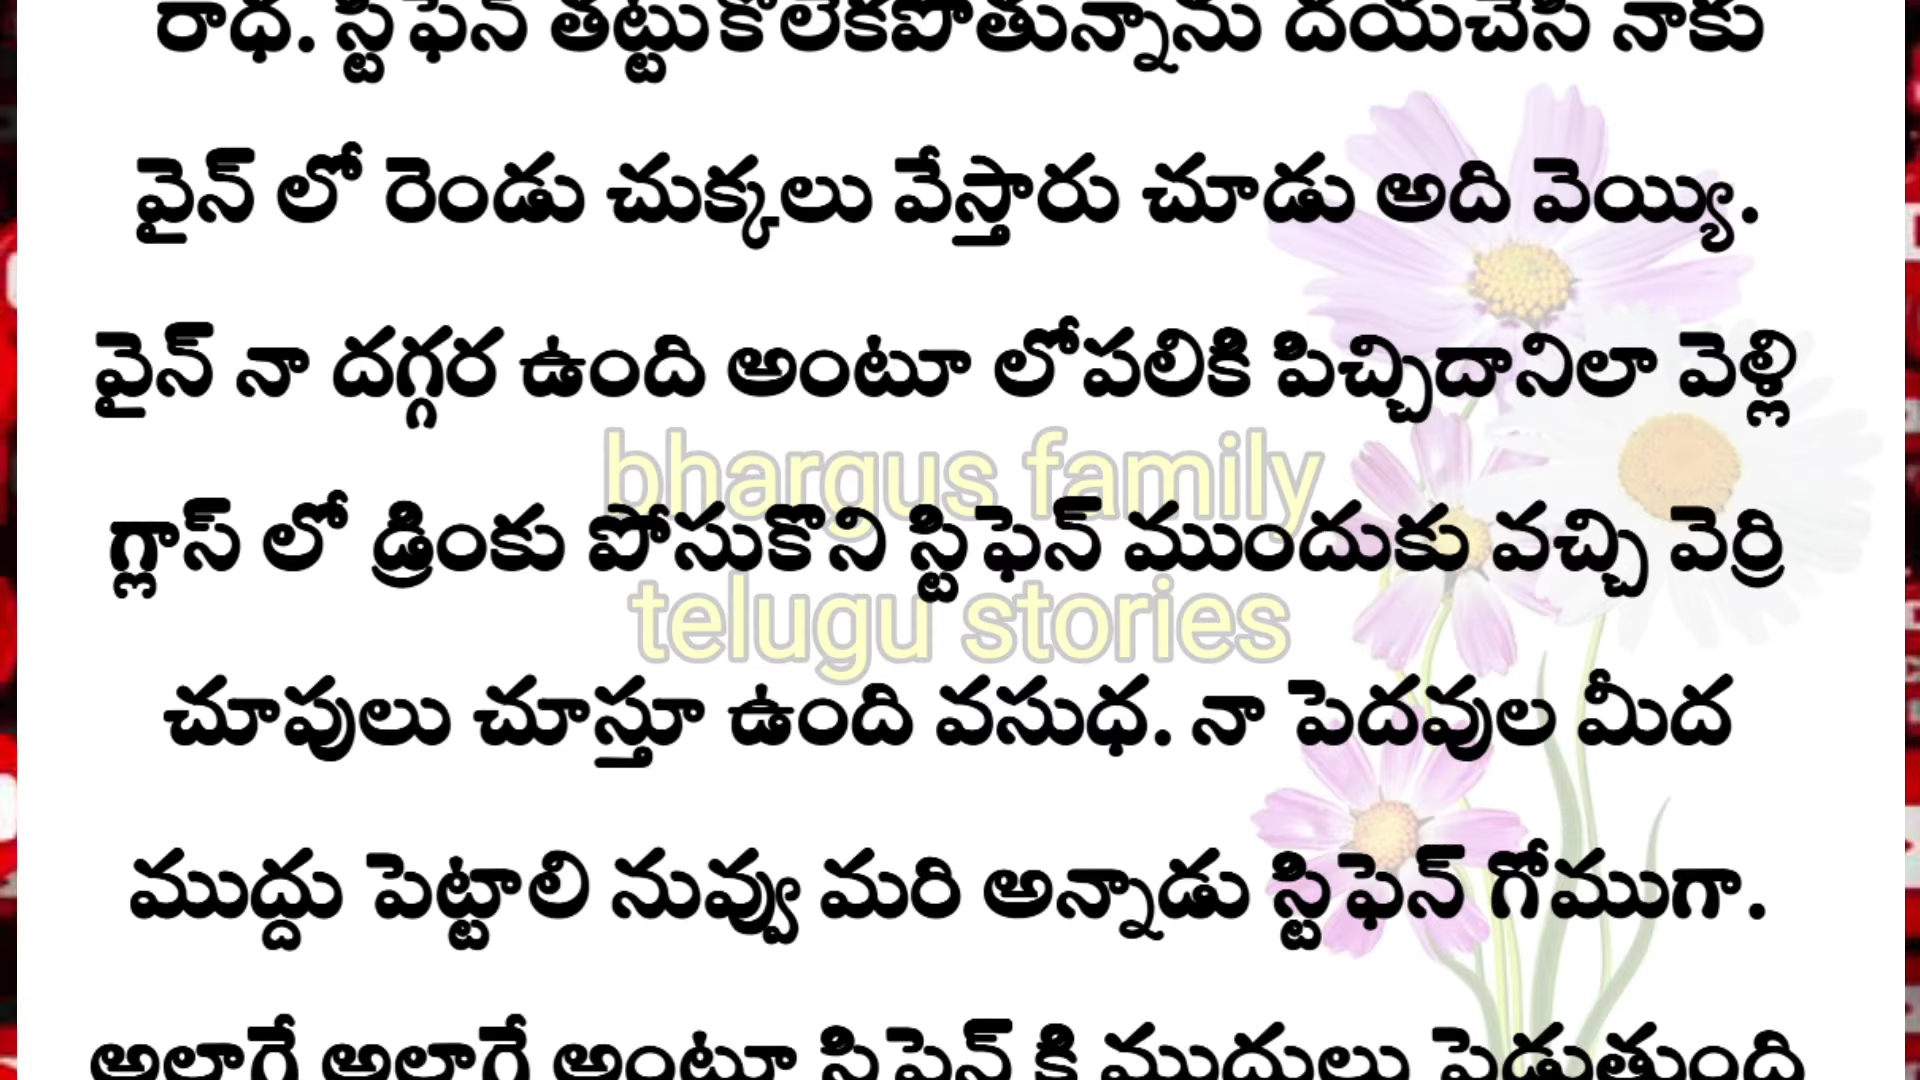 రాధ. స్టీఫెన్ తట్టుకోలేకపోతున్నాను దయచేసి నాకు
వైన్ లో రెండు చుక్కలు వేస్తారు చూడు అది వెయ్యి.
వైన్ నా దగ్గర ఉంది అంటూ లోపలికి పిచ్చిదానిలా వెళ్లి
bhargus family
గ్లాస్ లో డ్రింకు పోసుకొని స్టిఫెన్ ముందుకు వచ్చి వెర్రి
telugu stories
చూపులు చూస్తూ ఉంది వసుధ. నా పెదవుల మీద
ముద్దు పెట్టాలి నువ్వు మరి అన్నాడు స్టిఫెన్ గోముగా.
అలాగే అలాగే అంటూ స్టిఫెన్ కి ముద్దులు పెడుతుంది